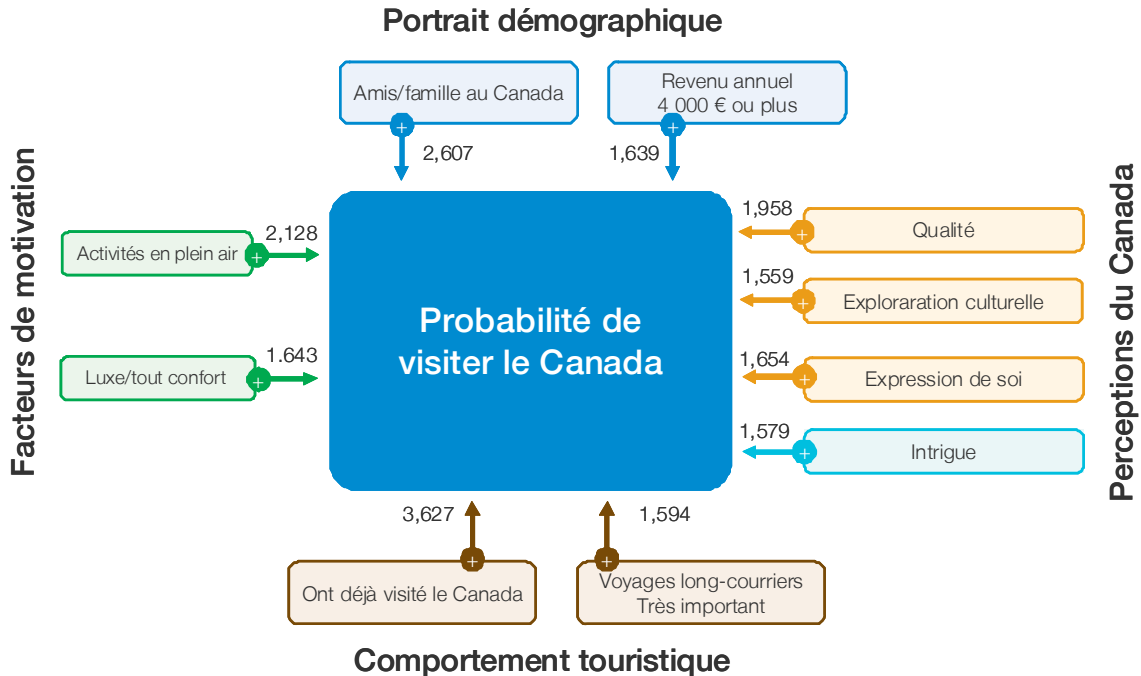 Portrait démographique
Amis/famille au Canada
Revenu annuel
4 000 € ou plus
+
+
2,607
1,639
Facteurs de motivation
Activités en plein air
+
2,128
Luxe/tout confort
+
1.643
Probabilité de
visiter le Canada
1,958
+
Qualité
1,559
+
Exploraration culturelle
1,654
+
Expression de soi
1,579
+
Intrigue
Perceptions du Canada
3,627
1,594
+
+
Ont déjà visité le Canada
Voyages long-courriers
Très important
Comportement touristique